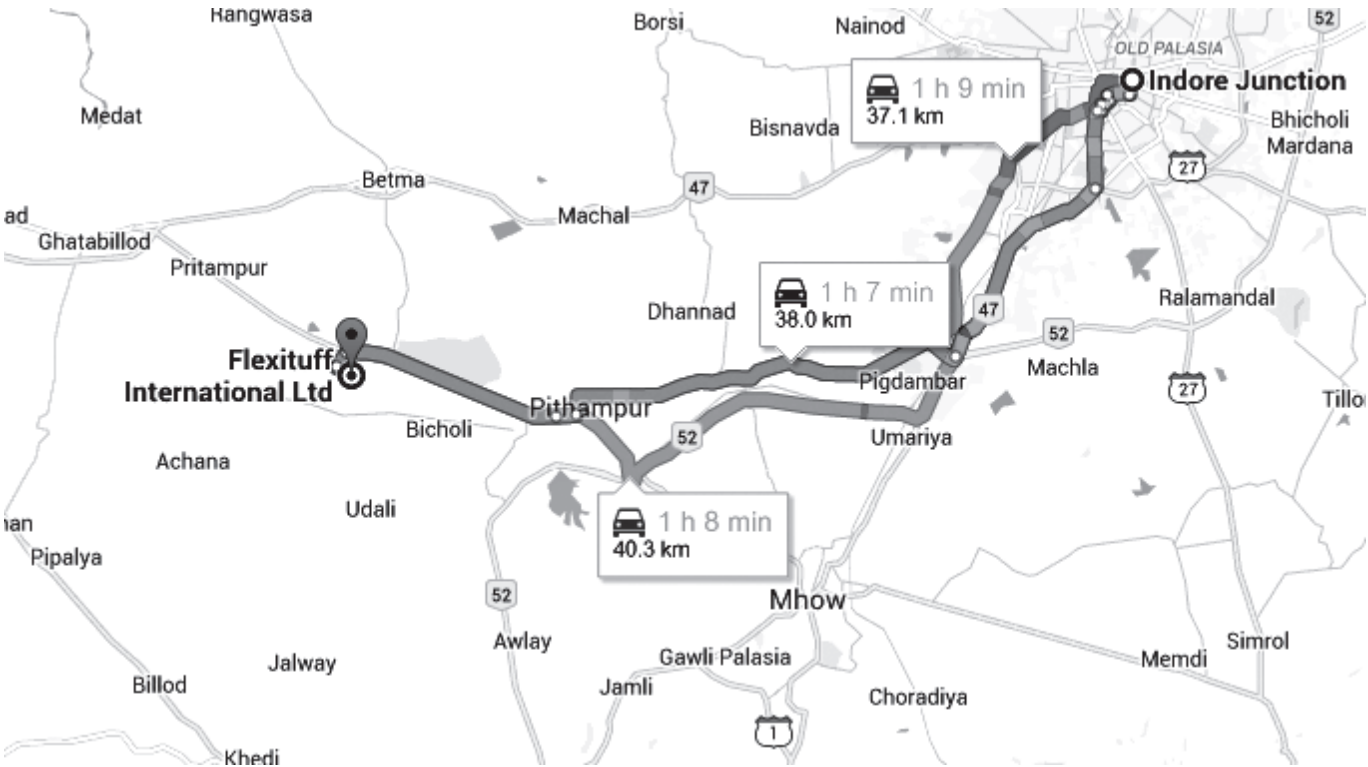 Rangwasa
Borsi
Nainod
52
OLD PALASIA
Indore Junction
1 h 9 min
37.1 km
Medat
Bisnavda
Bhicholi
Mardana
27
Betma
47
Machal
ad
Ghatabillod
Pritampur
1 h 7 min
38.0 km
Dhannad
47
Ralamandal
52
Machla
Flexituff
International Ltd
Pigdambar
27
Pithampur
Tillo
Bicholi
52
Umariya
Achana
Udali
1 h 8 min
40.3 km
nan
Pipalya
52
Mhow
Awlay
Gawli Palasia
Simrol
Memdi
Jalway
Billod
Jamli
Choradiya
1
Khedi